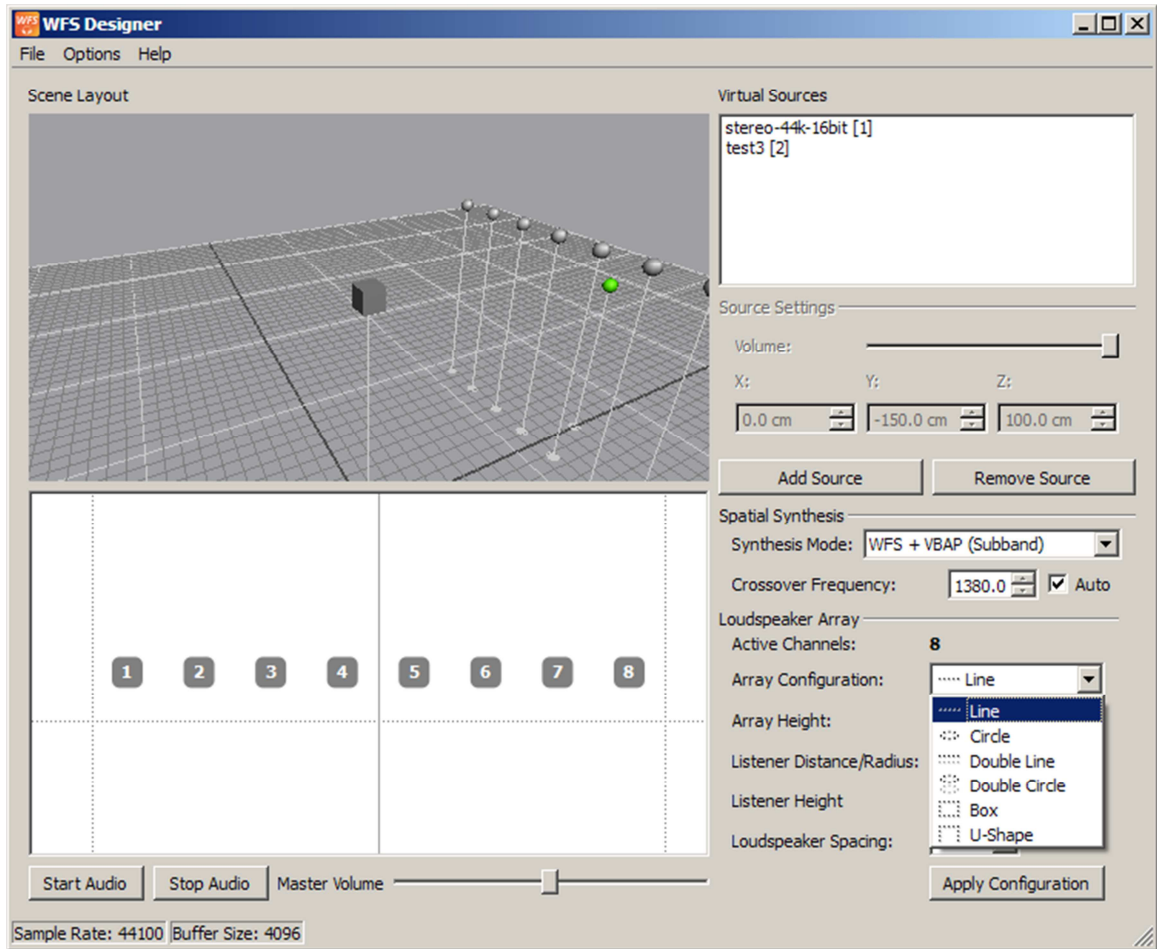 WFS
WFS Designer
File Options Help
Scene Layout
Virtual Sources
stereo-44k-16bit [1]
test3 [2]
Source Settings
Volume:
X: Y: Z:
0.0 cm -150.0 cm 100.0 cm
Add Source Remove Source
Spatial Synthesis
Synthesis Mode: WFS + VBAP (Subband)
Crossover Frequency: 1380.0 Auto
Loudspeaker Array
Active Channels: 8
Array Configuration: Line
Line
Circle
Double Line
Double Circle
Box
U-Shape
Array Height:
Listener Distance/Radius:
Listener Height
Loudspeaker Spacing:
1 2 3 4 5 6 7 8
Start Audio Stop Audio Master Volume
Apply Configuration
Sample Rate: 44100 Buffer Size: 4096